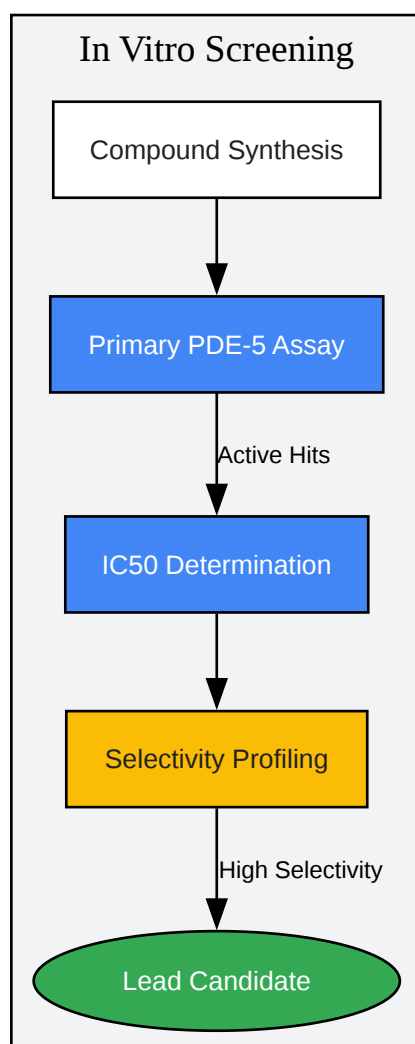 In Vitro Screening
Compound Synthesis
Primary PDE-5 Assay
Active Hits
IC50 Determination
Selectivity Profiling
High Selectivity
Lead Candidate